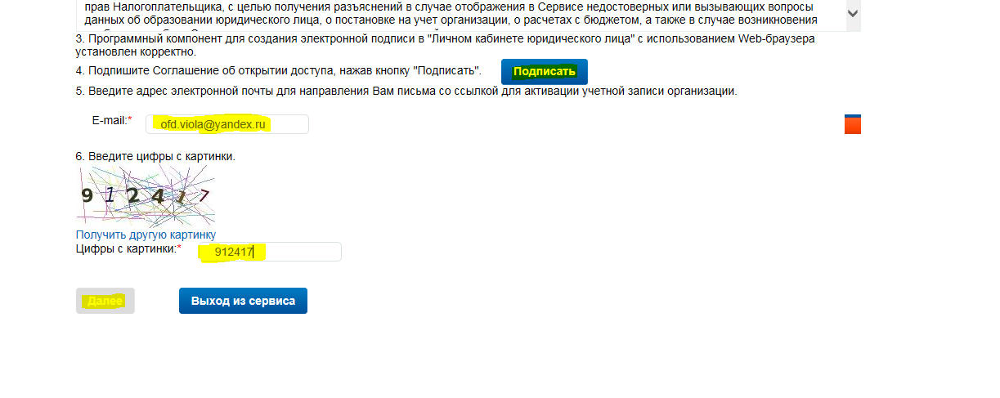 прав Налогоплательщика, с целью получения разъяснений в случае отображения в Сервисе недостоверных или вызывающих вопросы
данных об образовании юридического лица, о постановке на учет организации, о расчетах с бюджетом, а также в случае возникновения
3. Программный компонент для создания электронной подписи в "Личном кабинете юридического лица" с использованием Web-браузера
установлен корректно.
4. Подпишите Соглашение об открытии доступа, нажав кнопку "Подписать". Подписать
5. Введите адрес электронной почты для направления Вам письма со ссылкой для активации учетной записи организации.
E-mail:* ofd.viola@yandex.ru
6. Введите цифры с картинки.
912417
Получить другую картинку
Цифры с картинки:* 912417
Далее Выход из сервиса